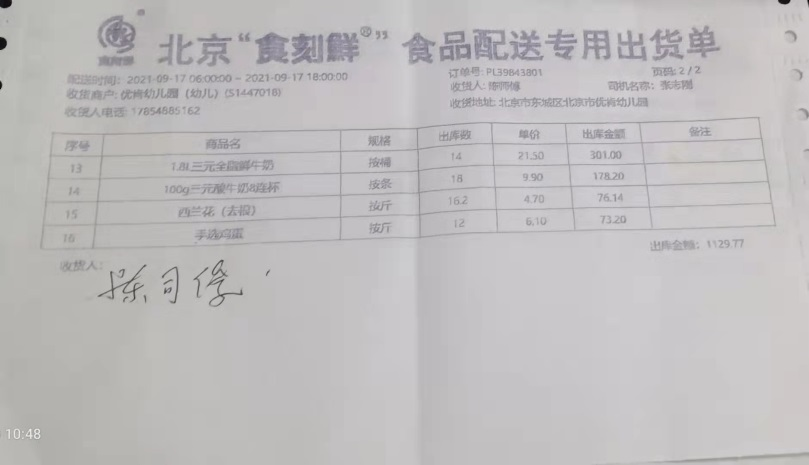 北京“食刻鲜®” 食品配送专用出货单
配送时间: 2021-09-17 06:00:00 ~ 2021-09-17 18:00:00 订单号: PL39843801 页码: 2 / 2
收货商户: 优肯幼儿园 (幼儿) (51447018) 收货人: 司机名称: 张志刚
收货人电话: 17854885162 收货地址: 北京市东城区北京市优肯幼儿园
序号 商品名 规格 出库数 单价 出库金额 备注
13 1.8L三元全脂鲜牛奶 按桶 14 21.50 301.00
14 100g三元酸牛奶8连杯 按条 18 9.90 178.20
15 西兰花 (去根) 按斤 16.2 4.70 76.14
16 手选鸡蛋 按斤 12 6.10 73.20
出库金额: 1129.77
收货人:
10:48